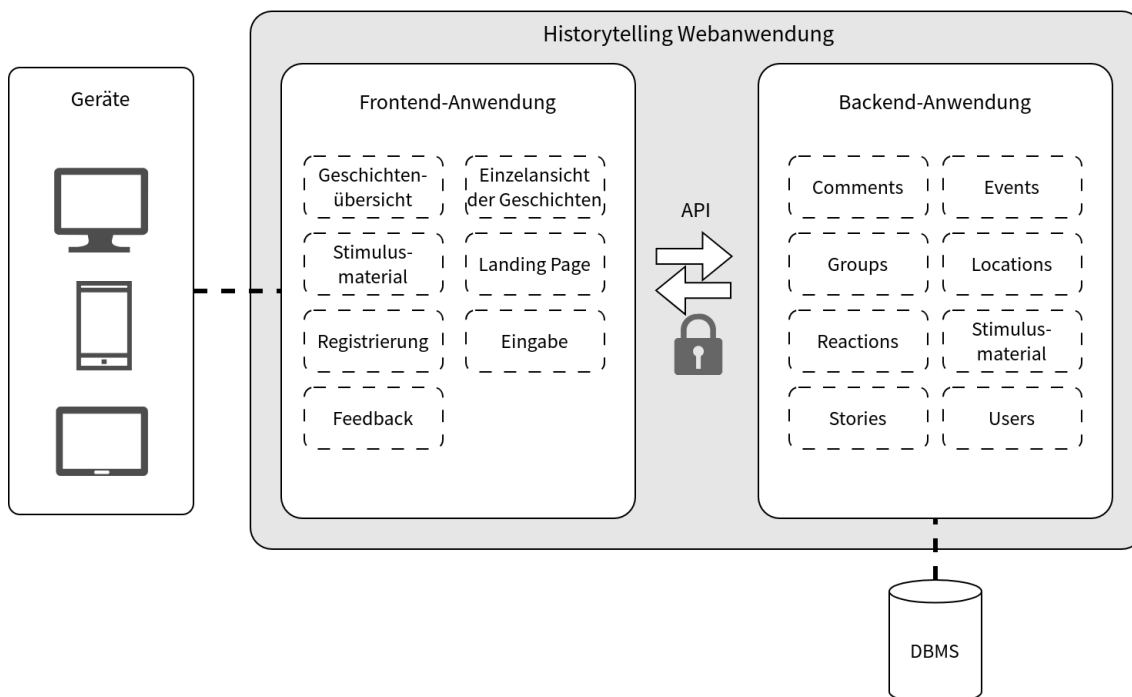 Historytelling Webanwendung
Geräte
Frontend-Anwendung
Geschichten-
übersicht
Einzelansicht
der Geschichten
Stimulus-
material
Landing Page
Registrierung
Eingabe
Feedback
API
Backend-Anwendung
Comments
Events
Groups
Locations
Reactions
Stimulus-
material
Stories
Users
DBMS